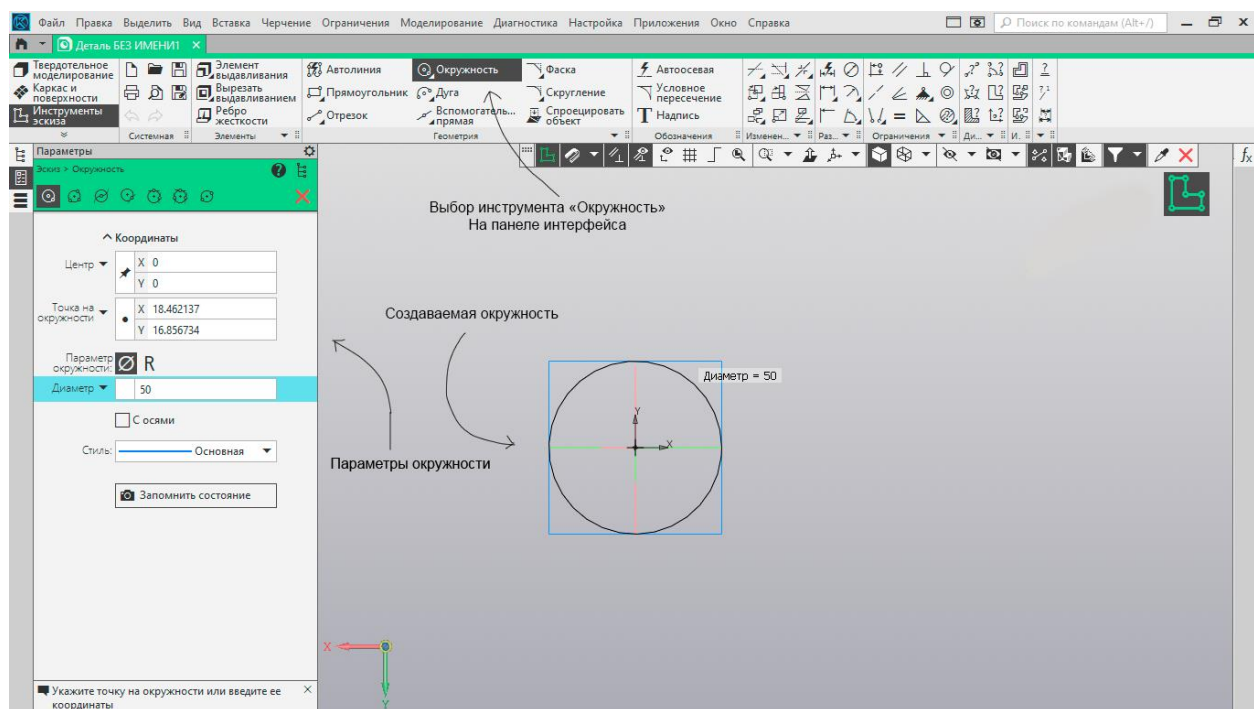 Файл Правка Выделить Вид Вставка Черчение Ограничения Моделирование Диагностика Настройка Приложения Окно Справка
Поиск по командам (Alt+/)
Деталь БЕЗ ИМЕНИ1
Твердотельное моделирование
Каркас и поверхности
Инструменты эскиза
Системная
Элемент выдавливания
Вырезать выдавливанием
Ребро жесткости
Элементы
Автолиния
Окружность
Фаска
Прямоугольник
Дуга
Скругление
Отрезок
Вспомогатель... прямая
Спроецировать объект
Геометрия
Автоосевая
Условное пересечение
Надпись
Обозначения
Изменен...
Раз...
Ограничения
Ди...
И.
Параметры
Эскиз > Окружность
Координаты
Центр
X 0
Y 0
Точка на окружности
X 18.462137
Y 16.856734
Параметр окружности:
R
Диаметр
50
С осями
Стиль:
Основная
Запомнить состояние
Укажите точку на окружности или введите ее
координаты
Выбор инструмента «Окружность»
На панеле интерфейса
Создаваемая окружность
Параметры окружности
Диаметр = 50
Y
X
X
Y
fx